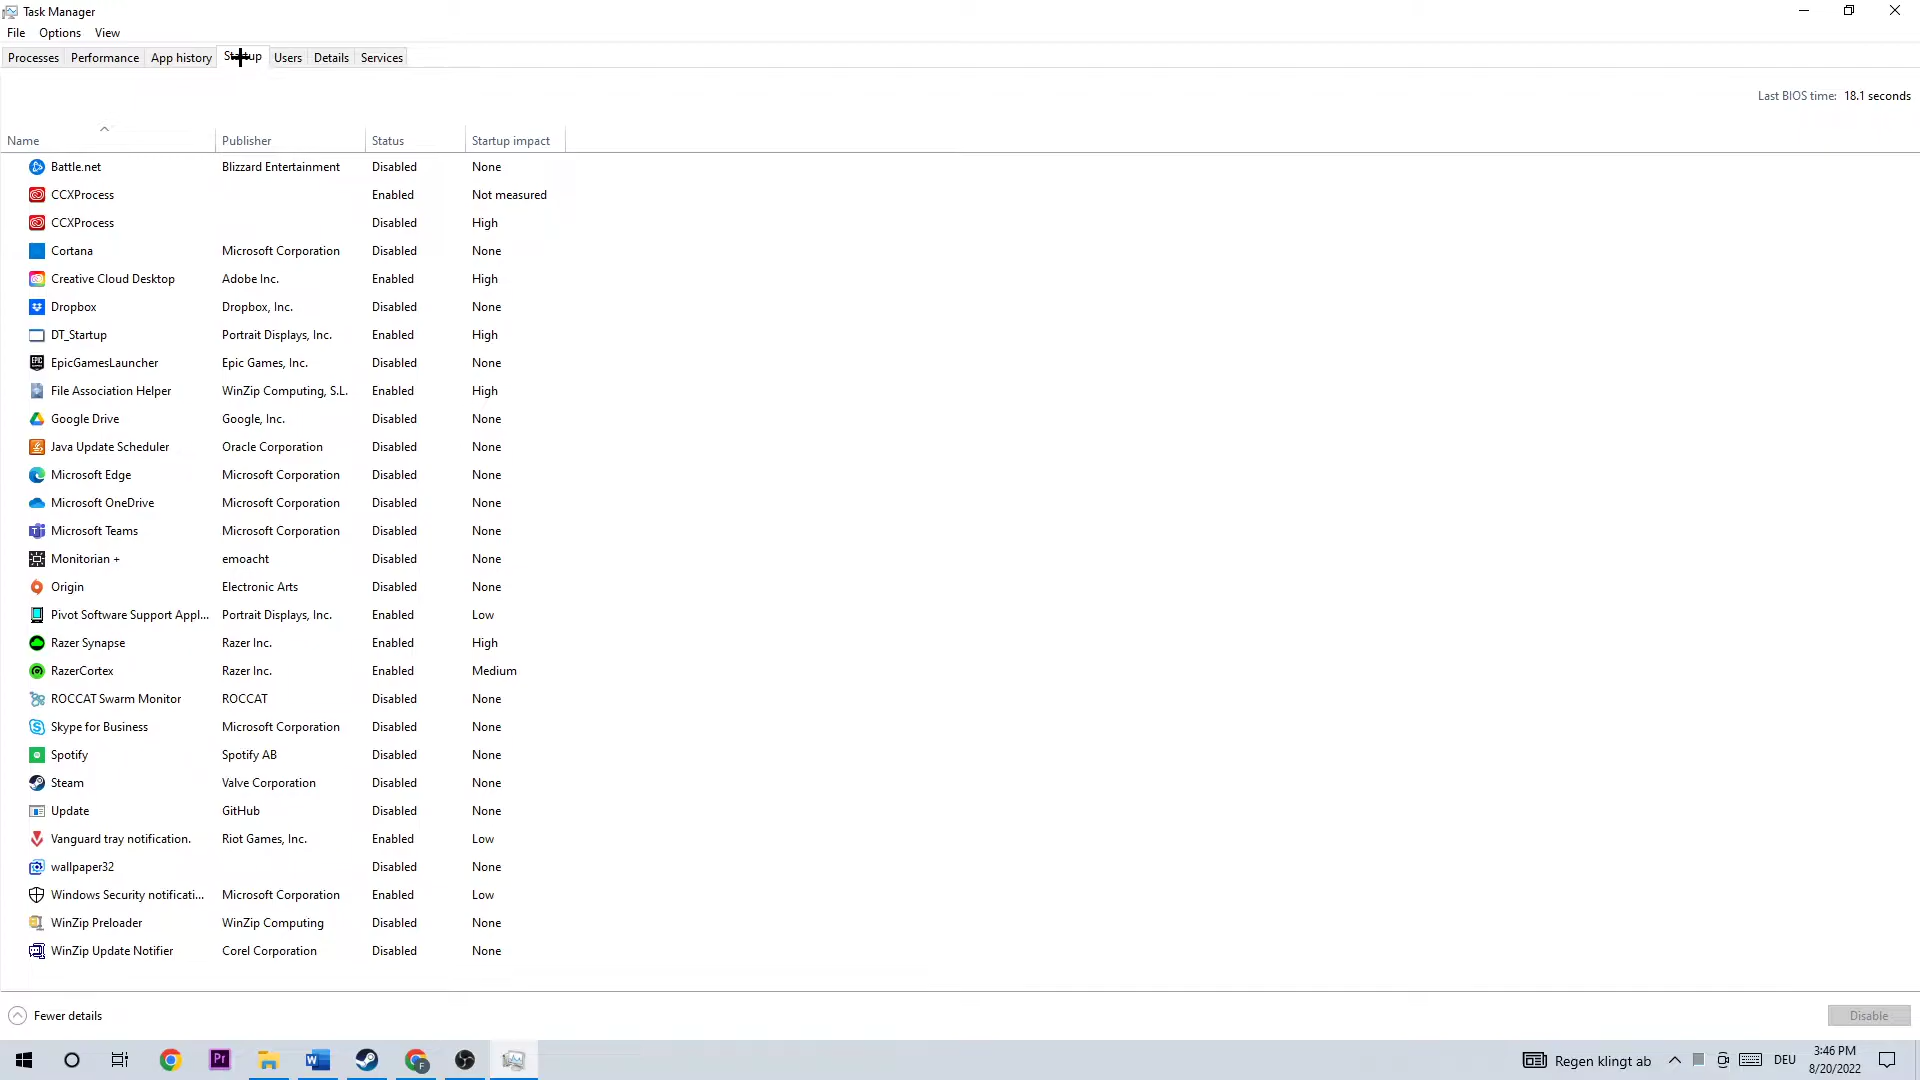 Task Manager
File Options View
Processes Performance App history Startup Users Details Services
Last BIOS time: 18.1 seconds
Name Publisher Status Startup impact
Battle.net Blizzard Entertainment Disabled None
CCXProcess Enabled Not measured
CCXProcess Disabled High
Cortana Microsoft Corporation Disabled None
Creative Cloud Desktop Adobe Inc. Enabled High
Dropbox Dropbox, Inc. Disabled None
DT_Startup Portrait Displays, Inc. Enabled High
EpicGamesLauncher Epic Games, Inc. Disabled None
File Association Helper WinZip Computing, S.L. Enabled High
Google Drive Google, Inc. Disabled None
Java Update Scheduler Oracle Corporation Disabled None
Microsoft Edge Microsoft Corporation Disabled None
Microsoft OneDrive Microsoft Corporation Disabled None
Microsoft Teams Microsoft Corporation Disabled None
Monitorian + emoacht Disabled None
Origin Electronic Arts Disabled None
Pivot Software Support Appl... Portrait Displays, Inc. Enabled Low
Razer Synapse Razer Inc. Enabled High
RazerCortex Razer Inc. Enabled Medium
ROCCAT Swarm Monitor ROCCAT Disabled None
Skype for Business Microsoft Corporation Disabled None
Spotify Spotify AB Disabled None
Steam Valve Corporation Disabled None
Update GitHub Disabled None
Vanguard tray notification. Riot Games, Inc. Enabled Low
wallpaper32 Disabled None
Windows Security notificati... Microsoft Corporation Enabled Low
WinZip Preloader WinZip Computing Disabled None
WinZip Update Notifier Corel Corporation Disabled None
Fewer details Disable
Regen klingt ab DEU 3:46 PM
8/20/2022